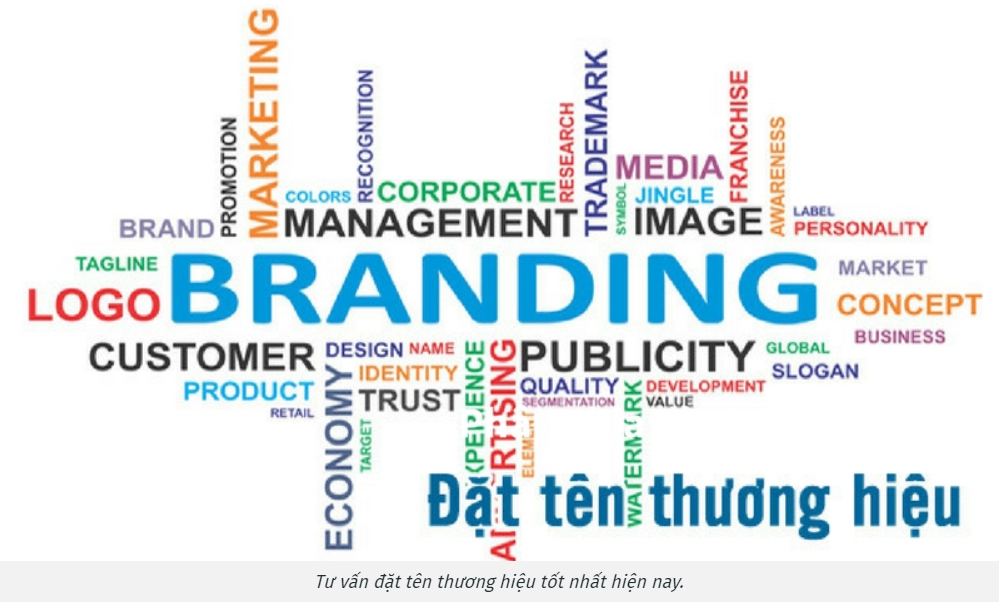 MARKETING
PROMOTION
RECOGNITION
COLORS
CORPORATE
RESEARCH
TRADEMARK
MEDIA
FRANCHISE
AWARENESS
SYMBOL
JINGLE
BRAND
MANAGEMENT
IMAGE
LABEL
PERSONALITY
TAGLINE
LOGO
BRANDING
MARKET
CONCEPT
BUSINESS
CUSTOMER
DESIGN
NAME
EXPERIENCE
ADVERTISING
PUBLICITY
GLOBAL
SLOGAN
PRODUCT
ECONOMY
IDENTITY
QUALITY
DEVELOPMENT
RETAIL
TRUST
SEGMENTATION
VALUE
TARGET
ELEMENT
WATERMARK
Đặt tên thương hiệu
Tư vấn đặt tên thương hiệu tốt nhất hiện nay.